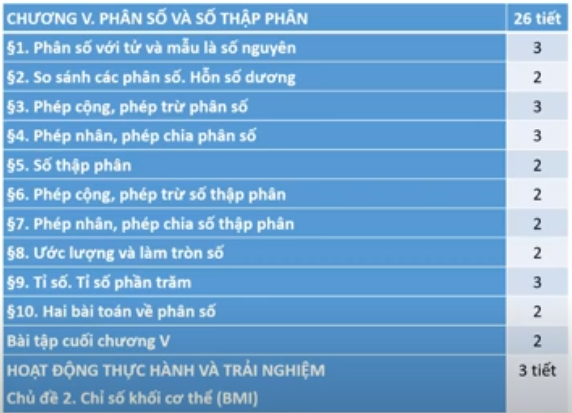 CHƯƠNG V. PHÂN SỐ VÀ SỐ THẬP PHÂN 26 tiết
§1. Phân số với tử và mẫu là số nguyên 3
§2. So sánh các phân số. Hỗn số dương 2
§3. Phép cộng, phép trừ phân số 3
§4. Phép nhân, phép chia phân số 3
§5. Số thập phân 2
§6. Phép cộng, phép trừ số thập phân 2
§7. Phép nhân, phép chia số thập phân 2
§8. Ước lượng và làm tròn số 2
§9. Tỉ số. Tỉ số phần trăm 3
§10. Hai bài toán về phân số 2
Bài tập cuối chương V 2
HOẠT ĐỘNG THỰC HÀNH VÀ TRẢI NGHIỆM 3 tiết
Chủ đề 2. Chỉ số khối cơ thể (BMI)